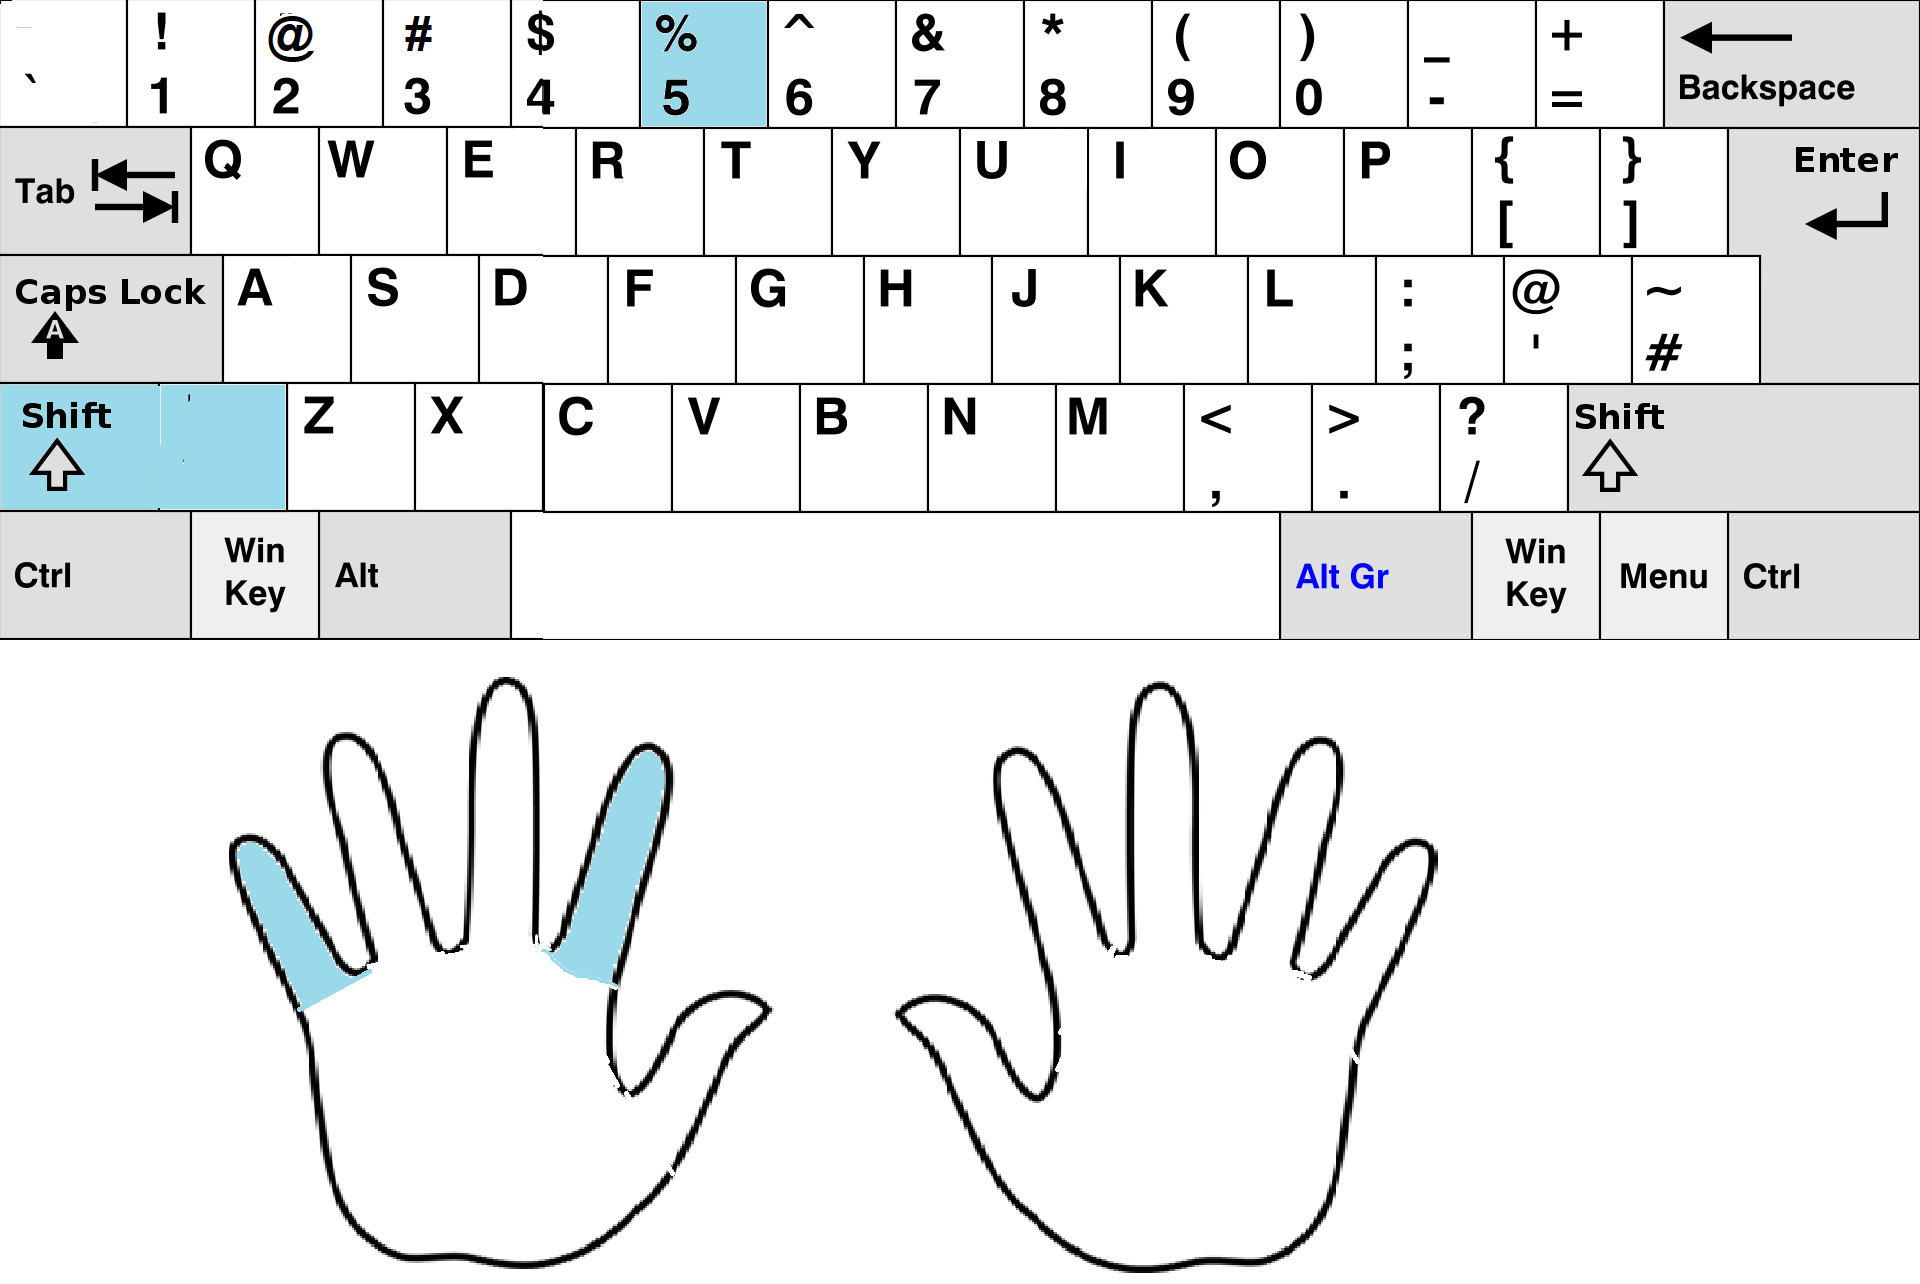 ! @ # $ % ^ & * ( ) _ +
` 1 2 3 4 5 6 7 8 9 0 - = Backspace
Tab Q W E R T Y U I O P { } Enter
[ ]
Caps Lock A S D F G H J K L : @ ~
A ; ' #
Shift Z X C V B N M < > ? Shift
, . /
Ctrl Win Key Alt Alt Gr Win Key Menu Ctrl